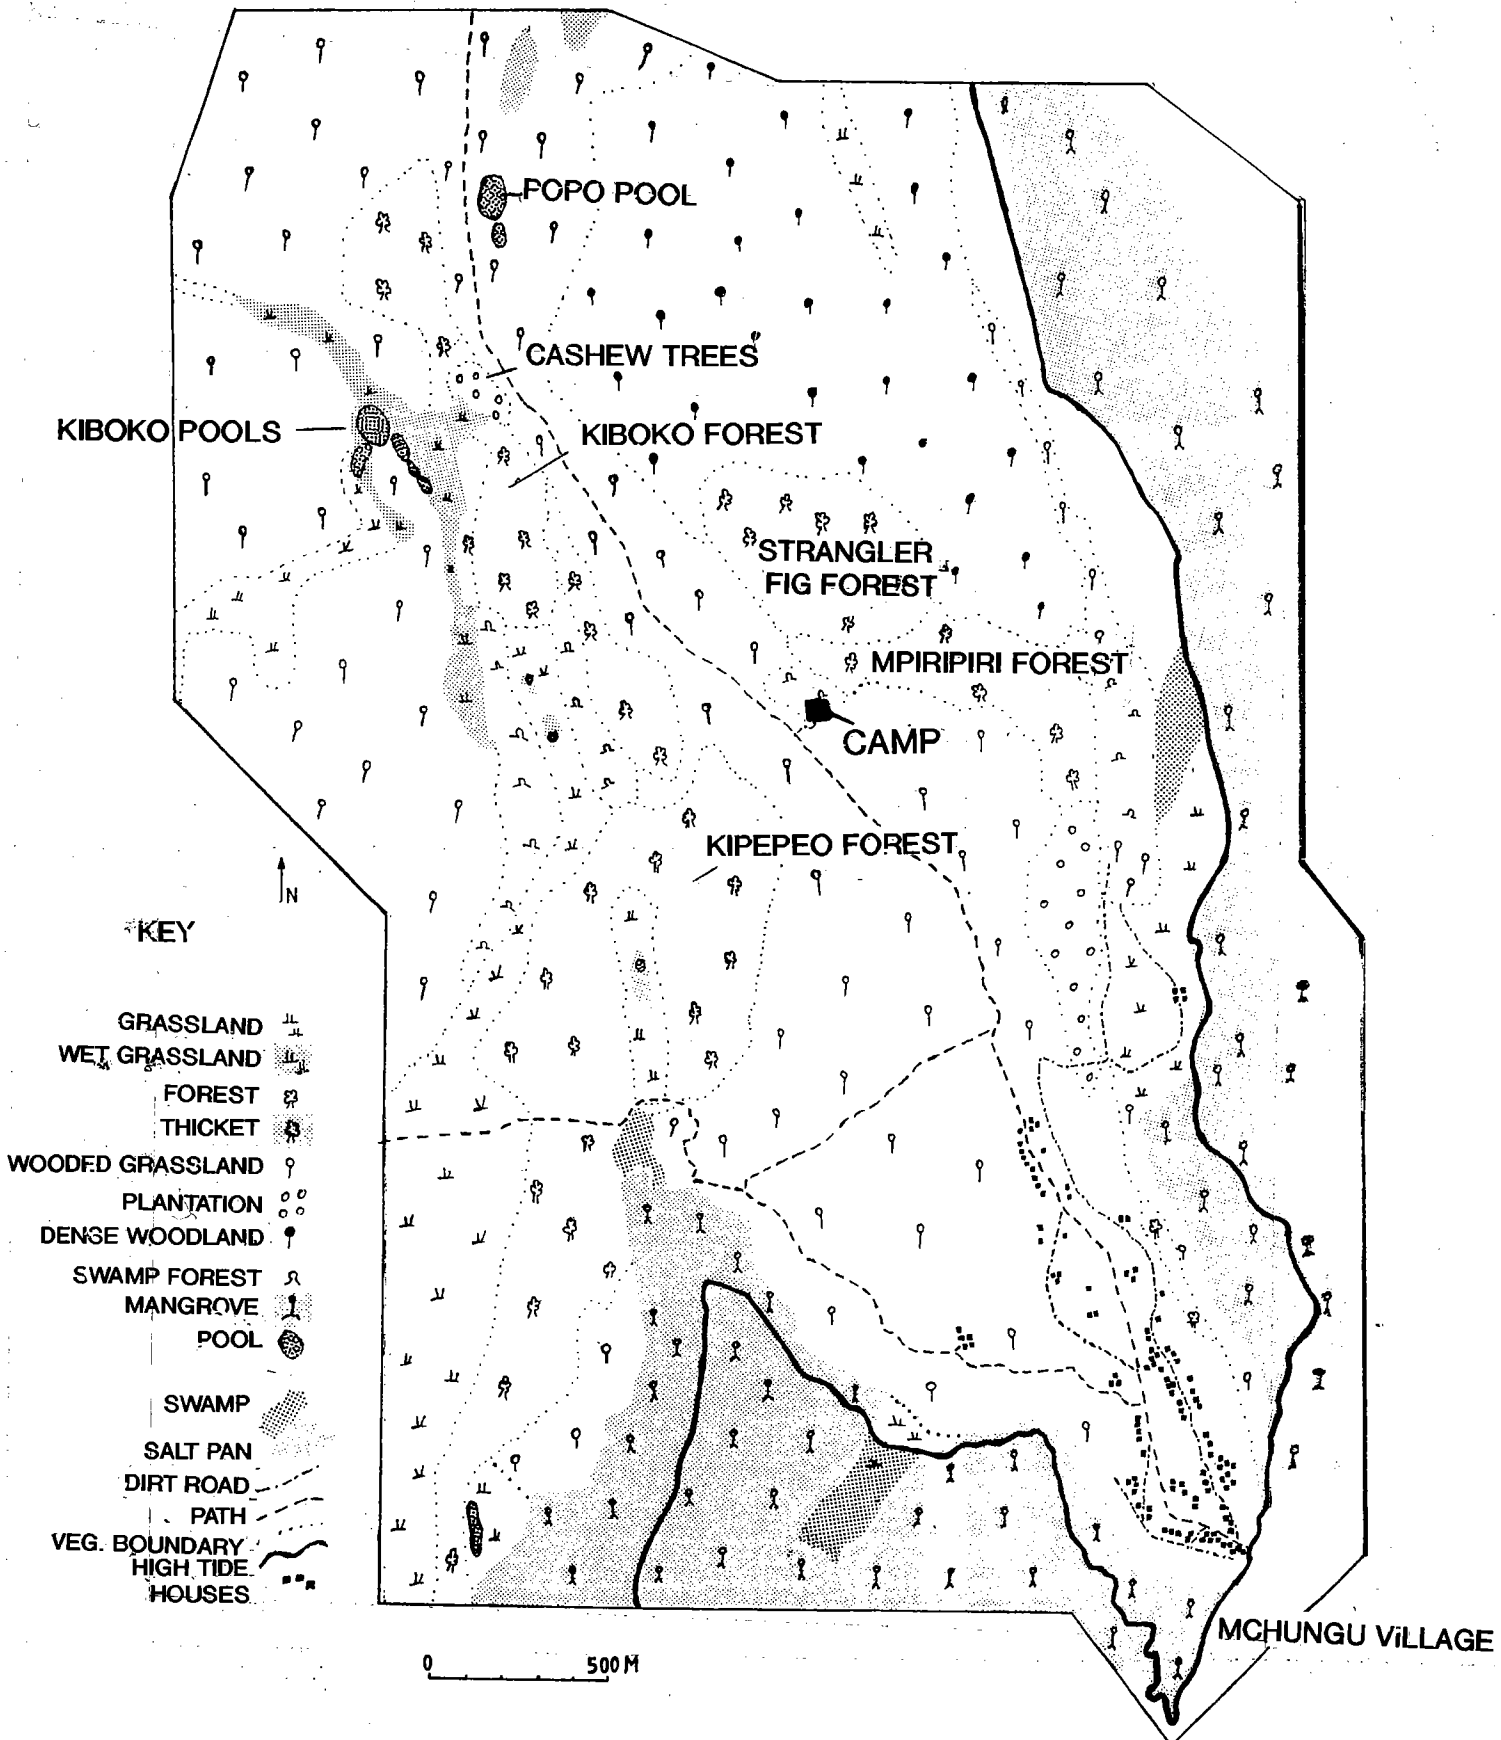 POPO POOL
CASHEW TREES
KIBOKO POOLS
KIBOKO FOREST
STRANGLER
FIG FOREST
MPIRIPIRI FOREST
CAMP
KIPEPEO FOREST
N
KEY
GRASSLAND
WET GRASSLAND
FOREST
THICKET
WOODED GRASSLAND
PLANTATION
DENSE WOODLAND
SWAMP FOREST
MANGROVE
POOL
SWAMP
SALT PAN
DIRT ROAD
PATH
VEG. BOUNDARY
HIGH TIDE
HOUSES
0 500 M
MCHUNGU VILLAGE